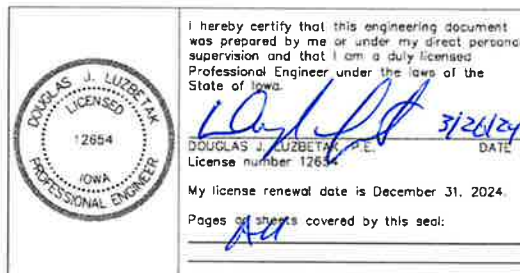 DOUGLAS J. LUZBETAK
LICENSED
12654
IOWA
PROFESSIONAL ENGINEER
I hereby certify that this engineering document
was prepared by me or under my direct personal
supervision and that I am a duly licensed
Professional Engineer under the laws of the
State of Iowa.
3/26/24
DOUGLAS J. LUZBETAK, P.E. DATE
License number 12654
My license renewal date is December 31, 2024.
Pages or sheets covered by this seal:
All